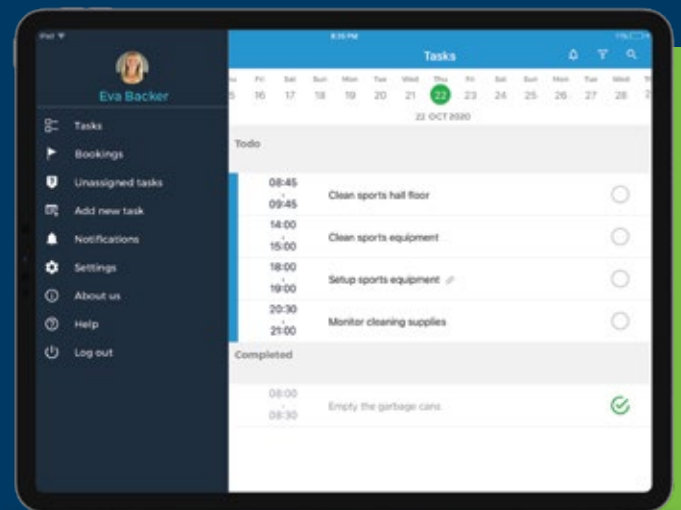 iPad
8:35 PM
Tasks
Eva Backer
Tasks
Bookings
Unassigned tasks
Add new task
Notifications
Settings
About us
Help
Log out
Fri Sat Sun Mon Tue Wed Thu Fri Sat Sun Mon Tue Wed
16 17 18 19 20 21 22 23 24 25 26 27 28
22 OCT 2020
Todo
08:45
-
09:45
Clean sports hall floor
14:00
-
15:00
Clean sports equipment
18:00
-
19:00
Setup sports equipment
20:30
-
21:00
Monitor cleaning supplies
Completed
08:00
-
08:30
Empty the garbage cans